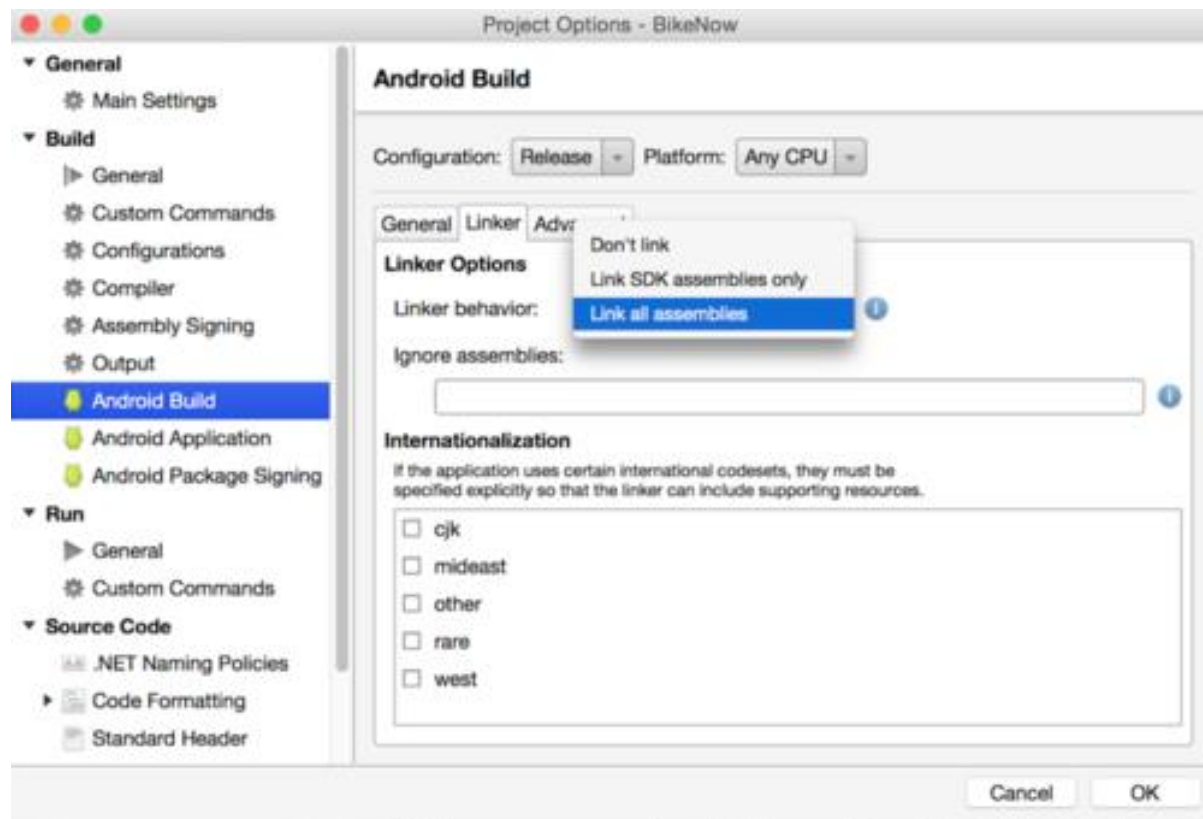 Project Options - BikeNow
General
Main Settings
Build
General
Custom Commands
Configurations
Compiler
Assembly Signing
Output
Android Build
Android Application
Android Package Signing
Run
General
Custom Commands
Source Code
.NET Naming Policies
Code Formatting
Standard Header
Android Build
Configuration: Release Platform: Any CPU
General Linker
Don't link
Link SDK assemblies only
Link all assemblies
Linker Options
Linker behavior:
Ignore assemblies:
Internationalization
If the application uses certain international codesets, they must be
specified explicitly so that the linker can include supporting resources.
cjk
mideast
other
rare
west
Cancel OK